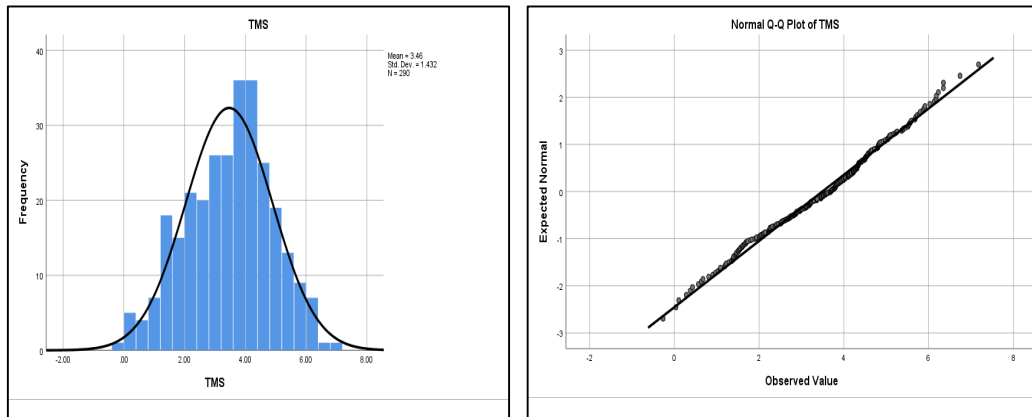 TMS
40
30
20
10
0
Frequency
-2.00 .00 2.00 4.00 6.00 8.00
TMS
Mean = 3.46
Std. Dev. = 1.432
N = 290
Normal Q-Q Plot of TMS
3
2
1
0
-1
-2
-3
Expected Normal
-2 0 2 4 6 8
Observed Value